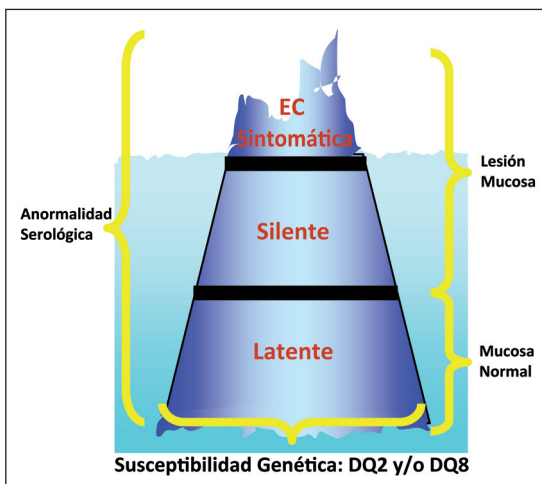 EC
Sintomática
Lesión
Mucosa
Anormalidad
Serológica
Silente
Latente
Mucosa
Normal
Susceptibilidad Genética: DQ2 y/o DQ8